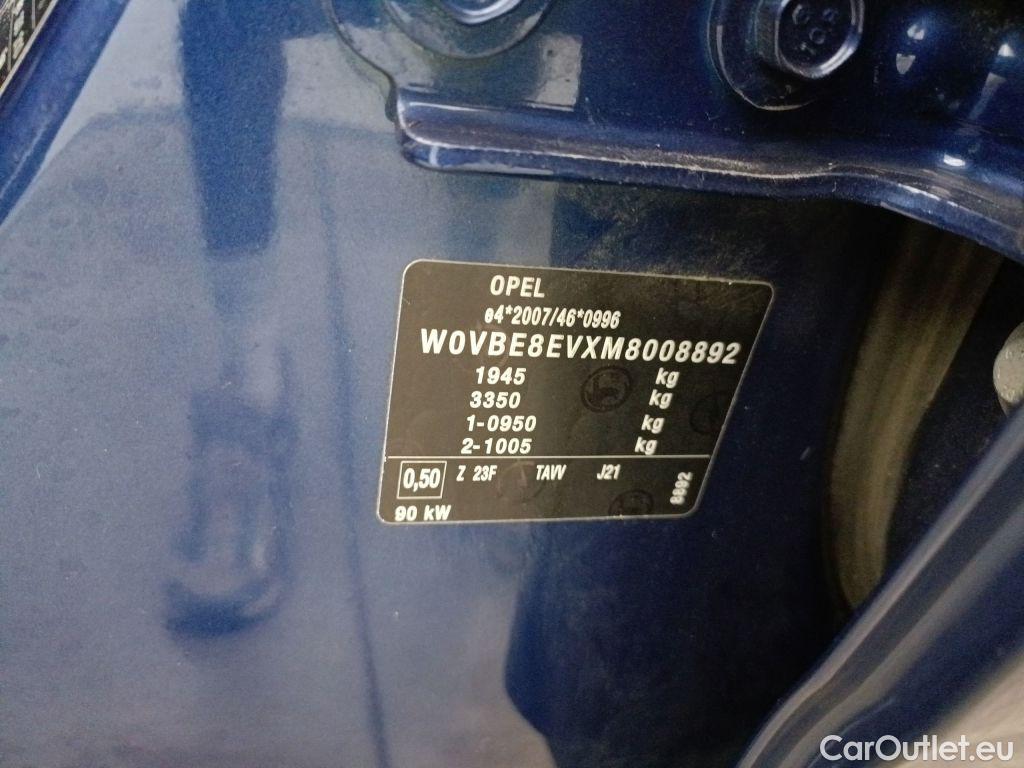 OPEL
e4*2007/46*0996
W0VBE8EVXM8008892
1945 kg
3350 kg
1-0950 kg
2-1005 kg
0,50 Z 23F TAVV J21
8892
90 kW
CarOutlet.eu